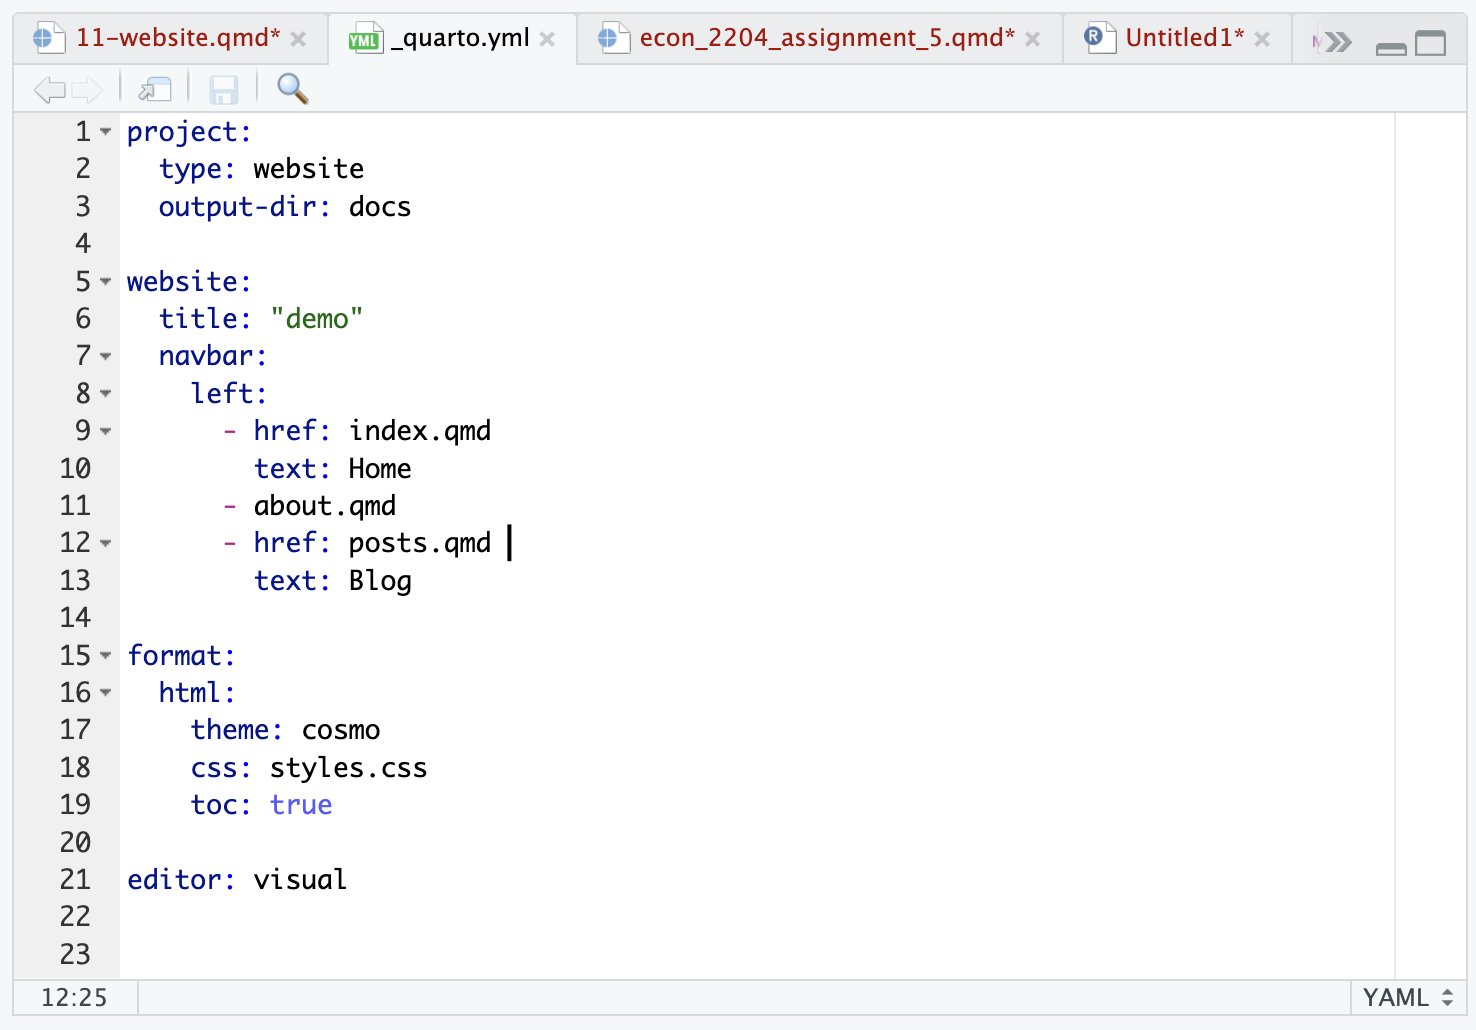 11-website.qmd* ×
YML _quarto.yml ×
econ_2204_assignment_5.qmd* ×
R Untitled1* ×
1 project:
2   type: website
3   output-dir: docs
4
5 website:
6   title: "demo"
7   navbar:
8     left:
9       - href: index.qmd
10         text: Home
11       - about.qmd
12       - href: posts.qmd
13         text: Blog
14
15 format:
16   html:
17     theme: cosmo
18     css: styles.css
19     toc: true
20
21 editor: visual
22
23
12:25
YAML